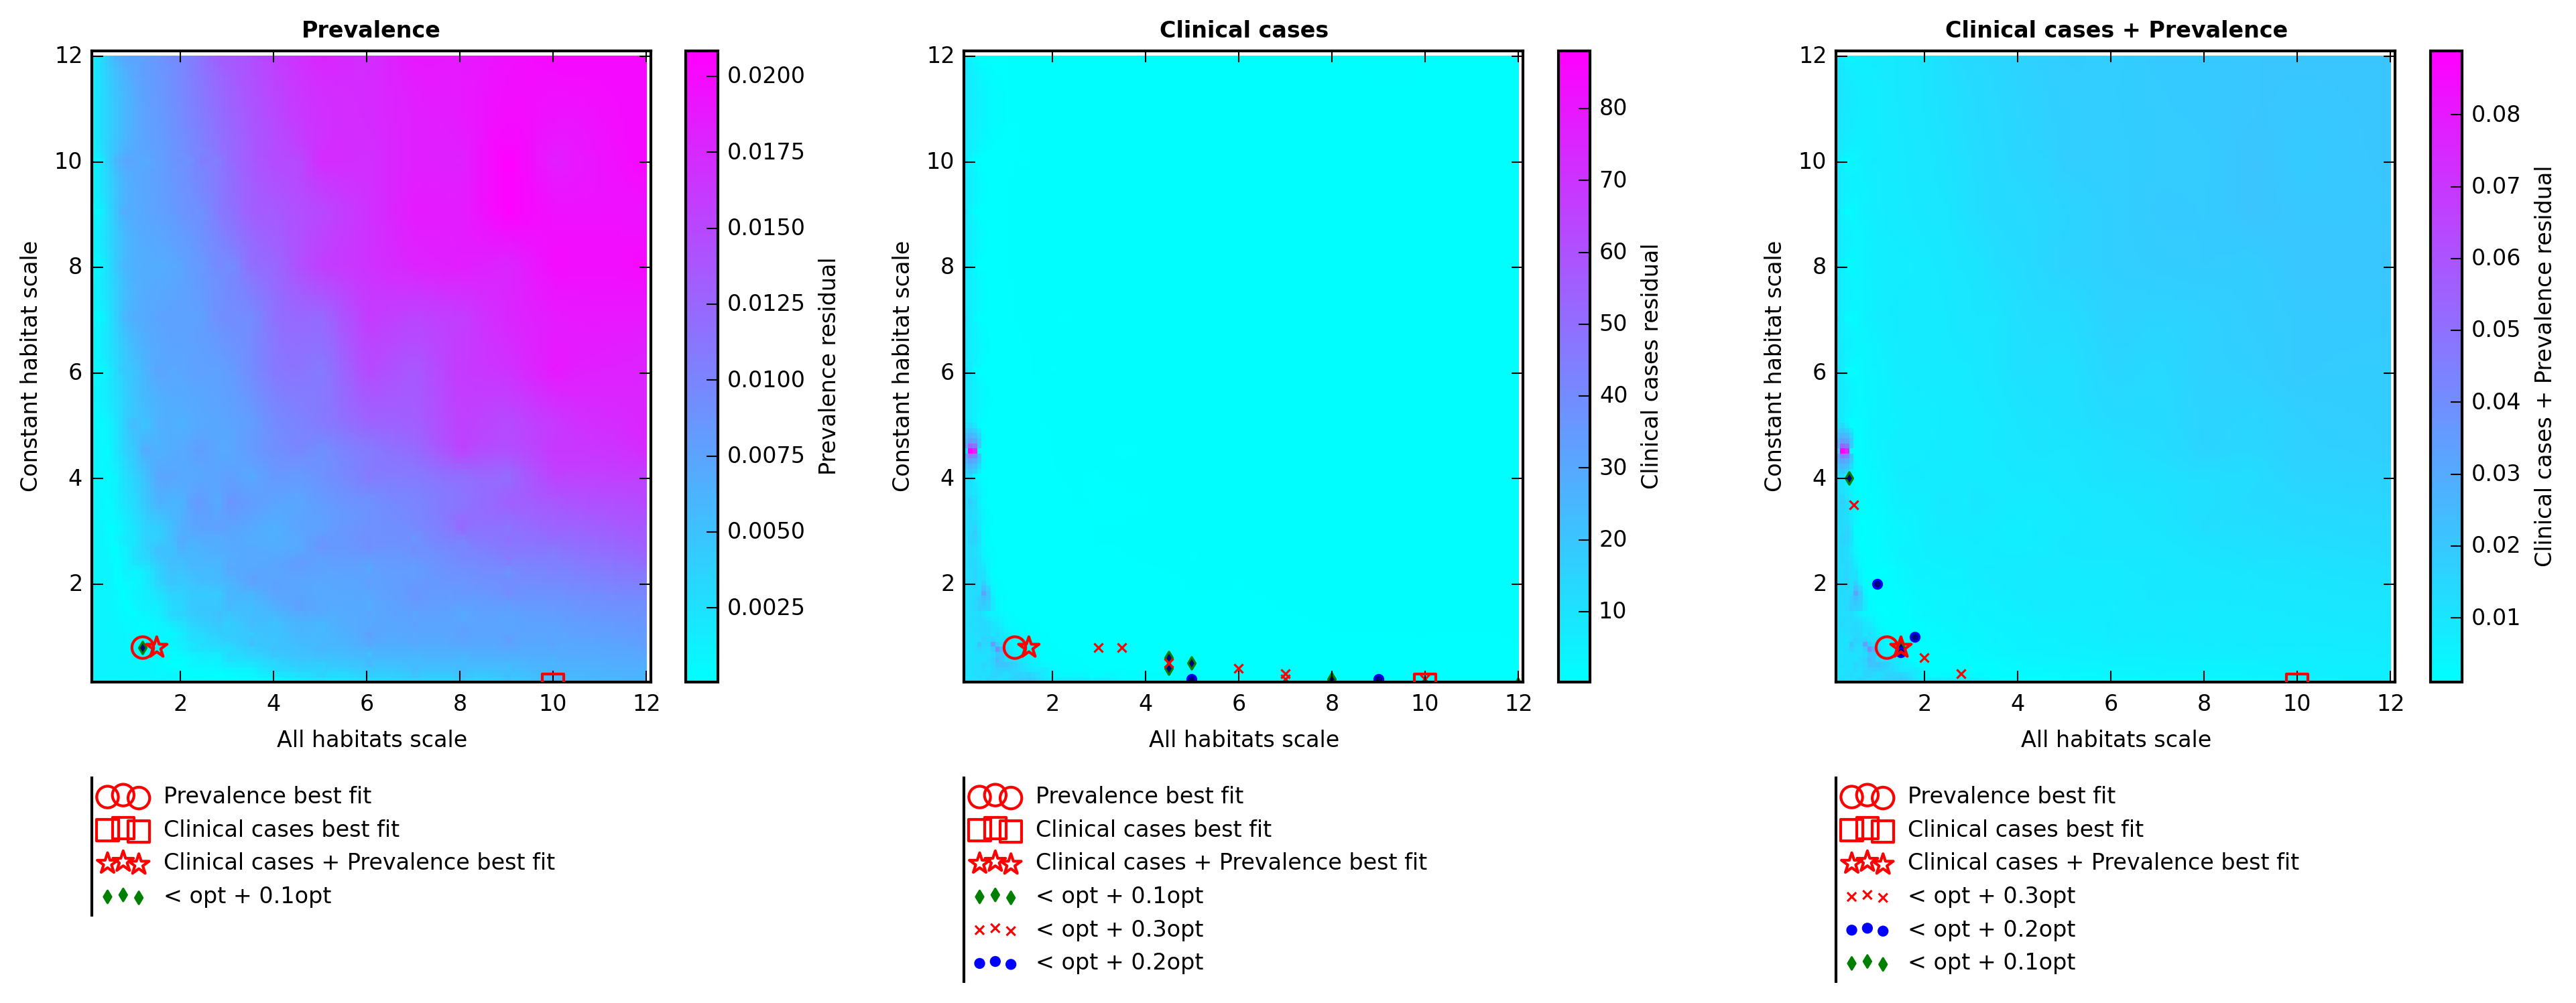 Prevalence
12
10
8
6
4
2
Constant habitat scale
2 4 6 8 10 12
All habitats scale
0.0200
0.0175
0.0150
0.0125
0.0100
0.0075
0.0050
0.0025
Prevalence residual
Prevalence best fit
Clinical cases best fit
Clinical cases + Prevalence best fit
< opt + 0.1opt
Clinical cases
12
10
8
6
4
2
Constant habitat scale
2 4 6 8 10 12
All habitats scale
80
70
60
50
40
30
20
10
Clinical cases residual
Prevalence best fit
Clinical cases best fit
Clinical cases + Prevalence best fit
< opt + 0.1opt
< opt + 0.3opt
< opt + 0.2opt
Clinical cases + Prevalence
12
10
8
6
4
2
Constant habitat scale
2 4 6 8 10 12
All habitats scale
0.08
0.07
0.06
0.05
0.04
0.03
0.02
0.01
Clinical cases + Prevalence residual
Prevalence best fit
Clinical cases best fit
Clinical cases + Prevalence best fit
< opt + 0.3opt
< opt + 0.2opt
< opt + 0.1opt